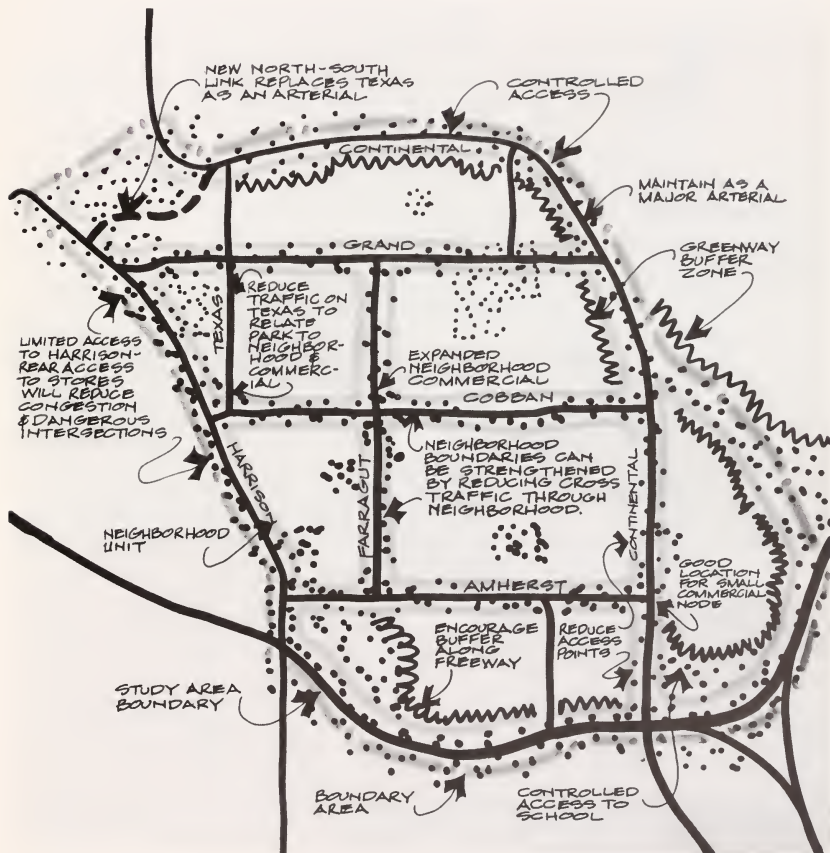 NEW NORTH-SOUTH
LINK REPLACES TEXAS
AS AN ARTERIAL
CONTROLLED
ACCESS
CONTINENTAL
MAINTAIN AS A
MAJOR ARTERIAL
GRAND
GREENWAY
BUFFER
ZONE
TEXAS
REDUCE
TRAFFIC ON
TEXAS TO
RELATE
PARK TO
NEIGHBOR-
HOOD &
COMMERC-
IAL
LIMITED ACCESS
TO HARRISON-
REAR ACCESS
TO STORES
WILL REDUCE
CONGESTION
& DANGEROUS
INTERSECTIONS
EXPANDED
NEIGHBORHOOD
COMMERCIAL
COBBAN
HARRISON
FARRAGUT
NEIGHBORHOOD
BOUNDARIES CAN
BE STRENGTHENED
BY REDUCING CROSS
TRAFFIC THROUGH
NEIGHBORHOOD.
CONTINENTAL
NEIGHBORHOOD
UNIT
GOOD
LOCATION
FOR SMALL
COMMERCIAL
NODE
AMHERST
ENCOURAGE
BUFFER
ALONG
FREEWAY
REDUCE
ACCESS
POINTS
STUDY AREA
BOUNDARY
BOUNDARY
AREA
CONTROLLED
ACCESS TO
SCHOOL